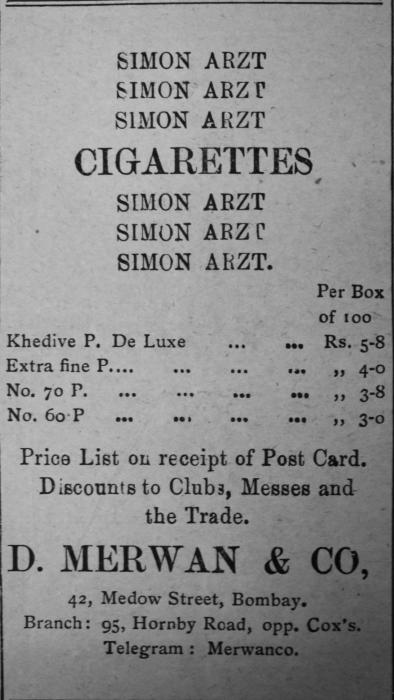 SIMON ARZT
SIMON ARZT
SIMON ARZT
CIGARETTES
SIMON ARZT
SIMON ARZT
SIMON ARZT.
Per Box
of 100
Khedive P. De Luxe ... ... Rs. 5-8
Extra fine P.... ... ... ... ,, 4-0
No. 70 P. ... ... ... ... ,, 3-8
No. 60 P ... ... ... ... ,, 3-0
Price List on receipt of Post Card.
Discounts to Clubs, Messes and
the Trade.
D. MERWAN & CO,
42, Medow Street, Bombay.
Branch: 95, Hornby Road, opp. Cox's.
Telegram : Merwanco.